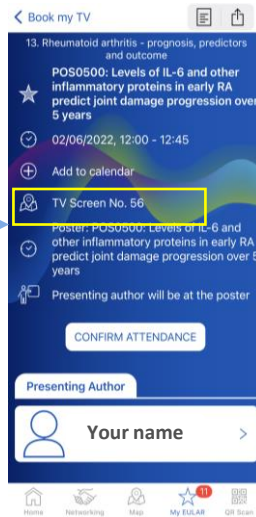 Book my TV
13. Rheumatoid arthritis - prognosis, predictors
and outcome
POS0500: Levels of IL-6 and other
inflammatory proteins in early RA
predict joint damage progression over
5 years
02/06/2022, 12:00 - 12:45
Add to calendar
TV Screen No. 56
Poster: POS0500: Levels of IL-6 and
other inflammatory proteins in early RA
predict joint damage progression over 5
years
Presenting author will be at the poster
CONFIRM ATTENDANCE
Presenting Author
Your name
11
Home Networking Map My EULAR QR Scan